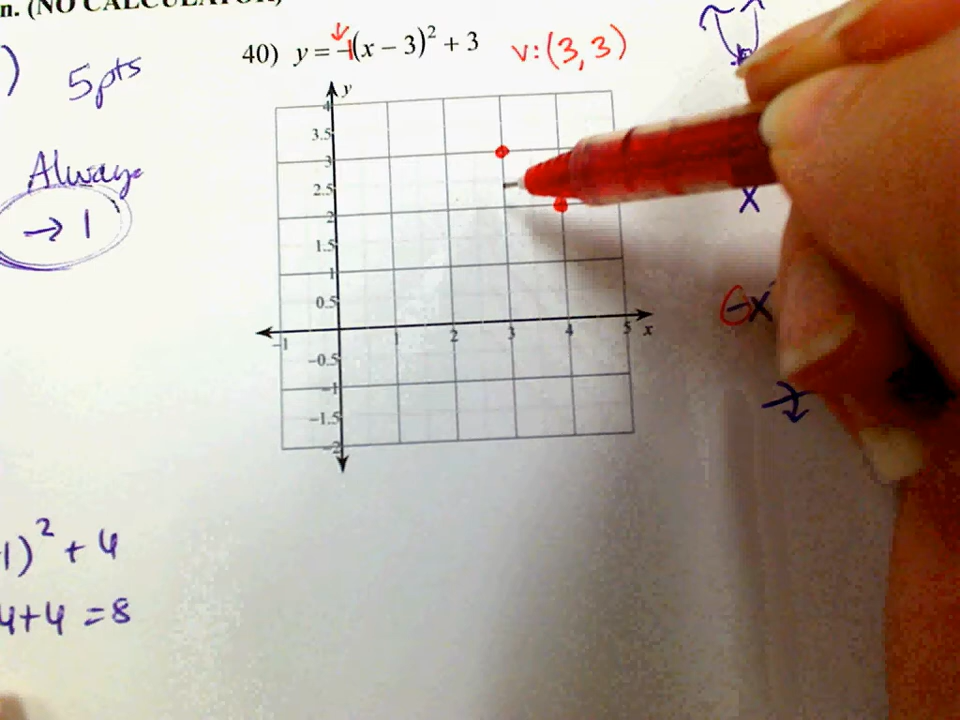 n. (NO CALCULATOR)
) 5pts
40) y = -1(x - 3)² + 3 v: (3, 3)
Always
→ 1
y
4
3.5
3
2.5
2
1.5
1
0.5
-1 1 2 3 4 5 x
-0.5
-1
-1.5
-2
x
-x
1)² + 4
4+4 = 8